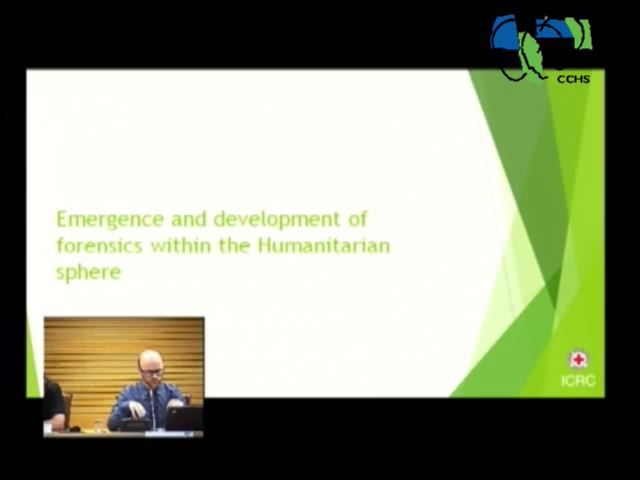 CCHS
Emergence and development of
forensics within the Humanitarian
sphere
ICRC